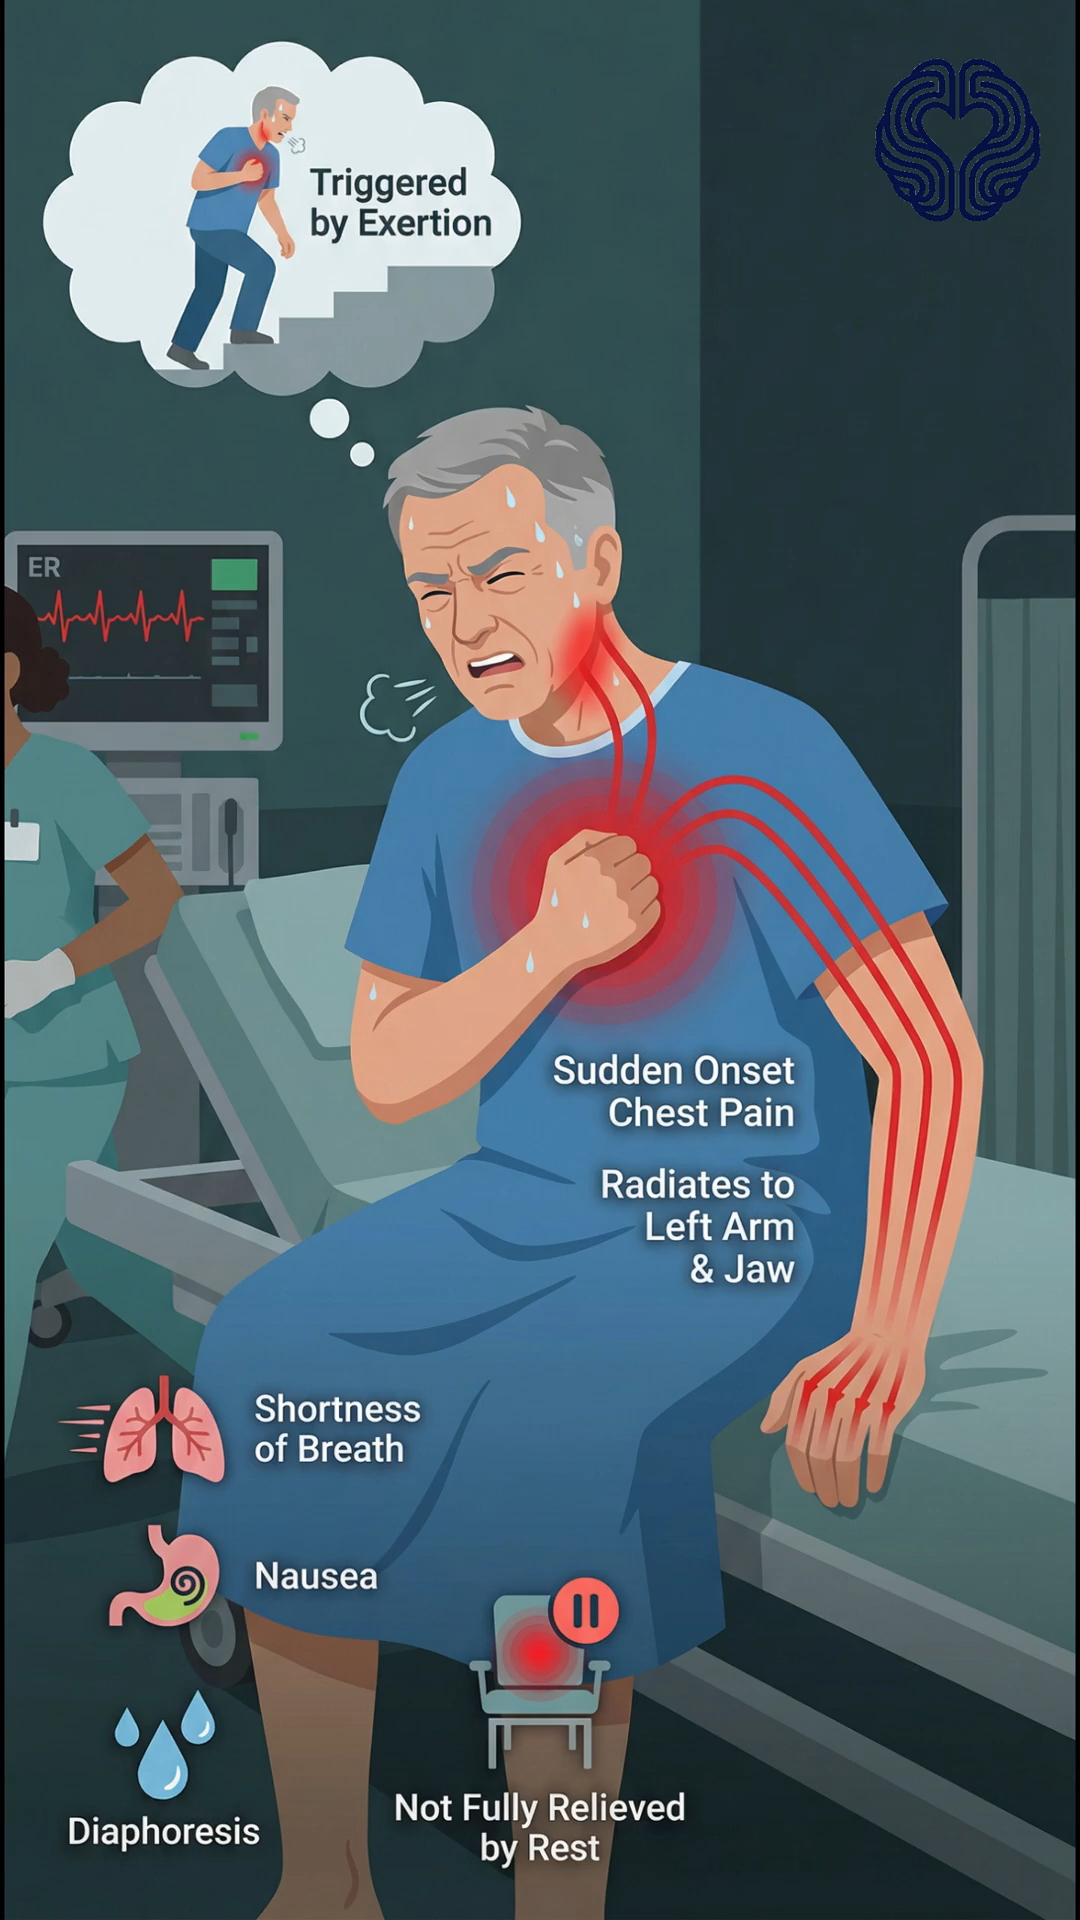 Triggered
by Exertion
ER
Sudden Onset
Chest Pain
Radiates to
Left Arm
& Jaw
Shortness
of Breath
Nausea
Diaphoresis
Not Fully Relieved
by Rest